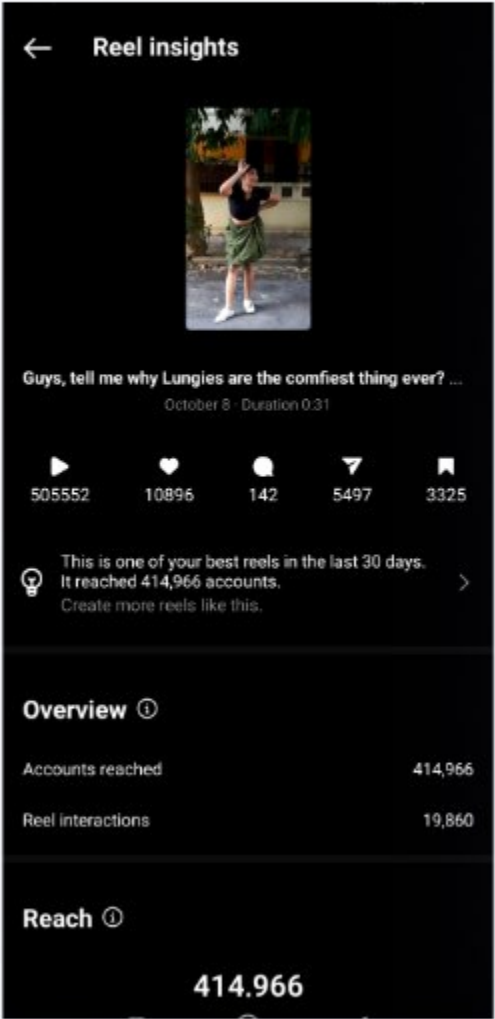 Reel insights
Guys, tell me why Lungies are the comfiest thing ever? ...
October 8 · Duration 0:31
505552 10896 142 5497 3325
This is one of your best reels in the last 30 days.
It reached 414,966 accounts.
Create more reels like this.
Overview
Accounts reached 414,966
Reel interactions 19,860
Reach
414.966